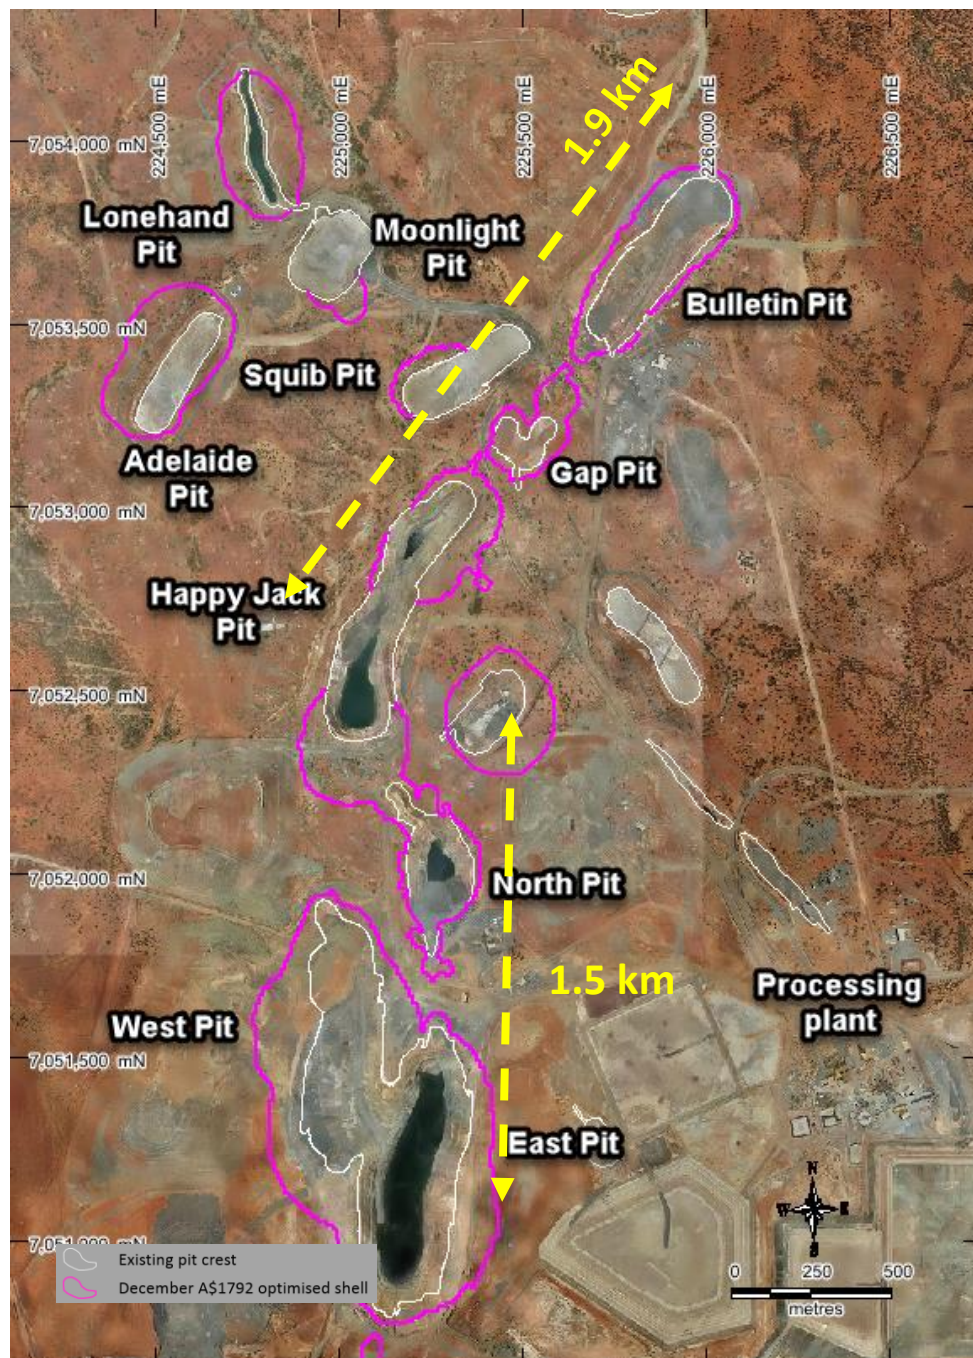 1.9 km
224,500 mE
225,000 mE
225,500 mE
226,000 mE
226,500 mE
7,054,000 mN
Lonehand
Pit
Moonlight
Pit
Bulletin Pit
7,053,500 mN
Squib Pit
Adelaide
Pit
Gap Pit
7,053,000 mN
Happy Jack
Pit
7,052,500 mN
7,052,000 mN
North Pit
1.5 km
Processing
plant
West Pit
7,051,500 mN
East Pit
N
W E
S
7,051,000 mN
Existing pit crest
December A$1792 optimised shell
0 250 500
metres